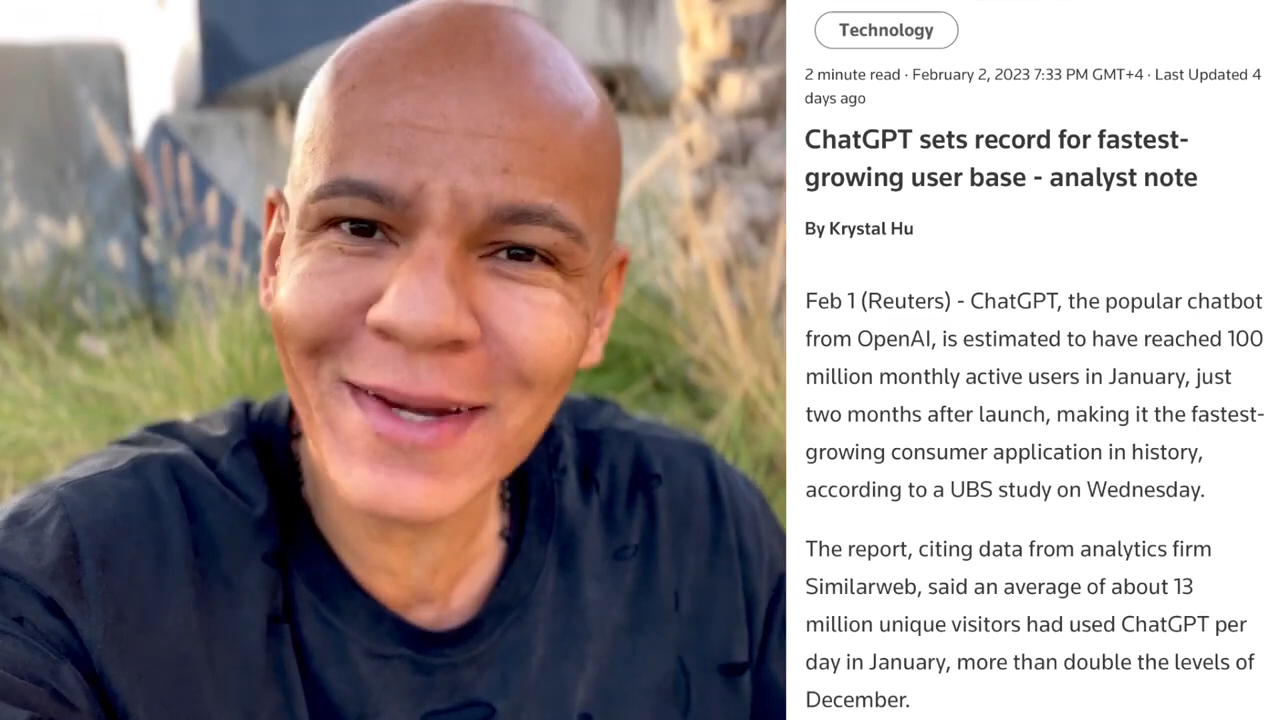 Technology
2 minute read · February 2, 2023 7:33 PM GMT+4 · Last Updated 4
days ago
ChatGPT sets record for fastest-
growing user base - analyst note
By Krystal Hu
Feb 1 (Reuters) - ChatGPT, the popular chatbot
from OpenAI, is estimated to have reached 100
million monthly active users in January, just
two months after launch, making it the fastest-
growing consumer application in history,
according to a UBS study on Wednesday.
The report, citing data from analytics firm
Similarweb, said an average of about 13
million unique visitors had used ChatGPT per
day in January, more than double the levels of
December.